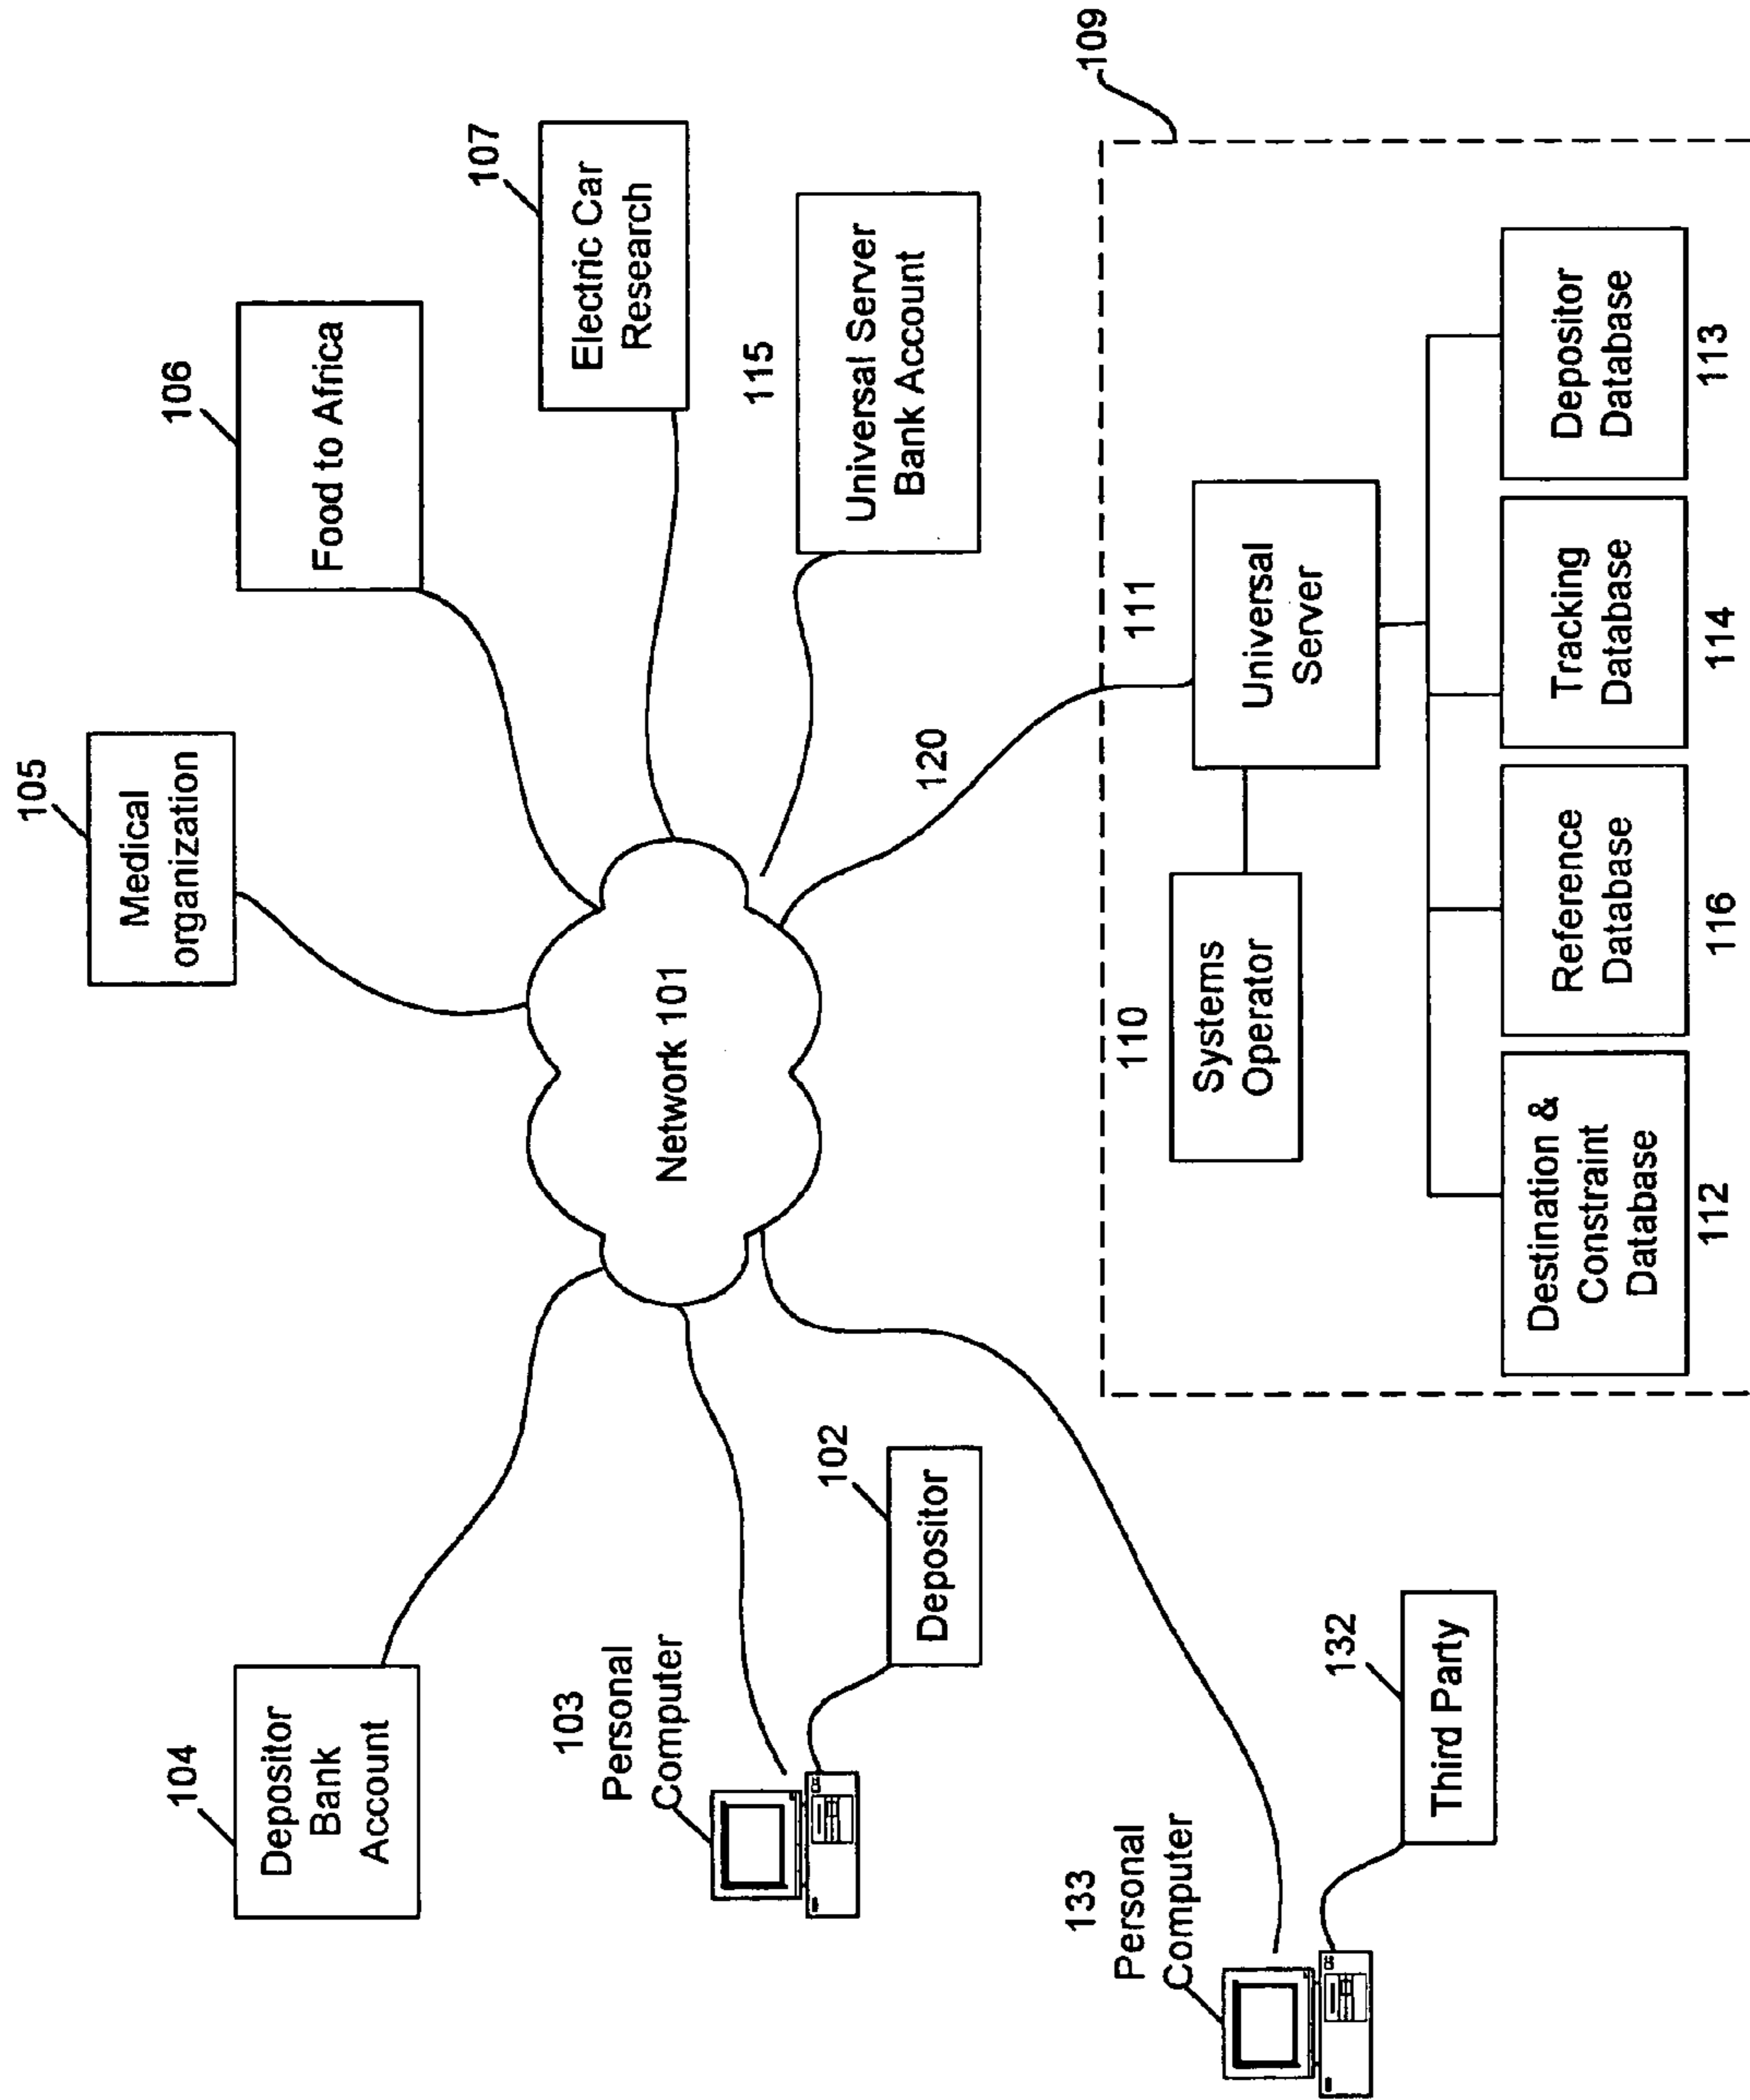 105
Medical
organization
106
Food to Africa
107
Electric Car
Research
104
Depositor
Bank
Account
Network 101
115
Universal Server
Bank Account
103
Personal
Computer
102
Depositor
120
133
Personal
Computer
132
Third Party
109
110
Systems
Operator
111
Universal
Server
Destination &
Constraint
Database
112
Reference
Database
116
Tracking
Database
114
Depositor
Database
113